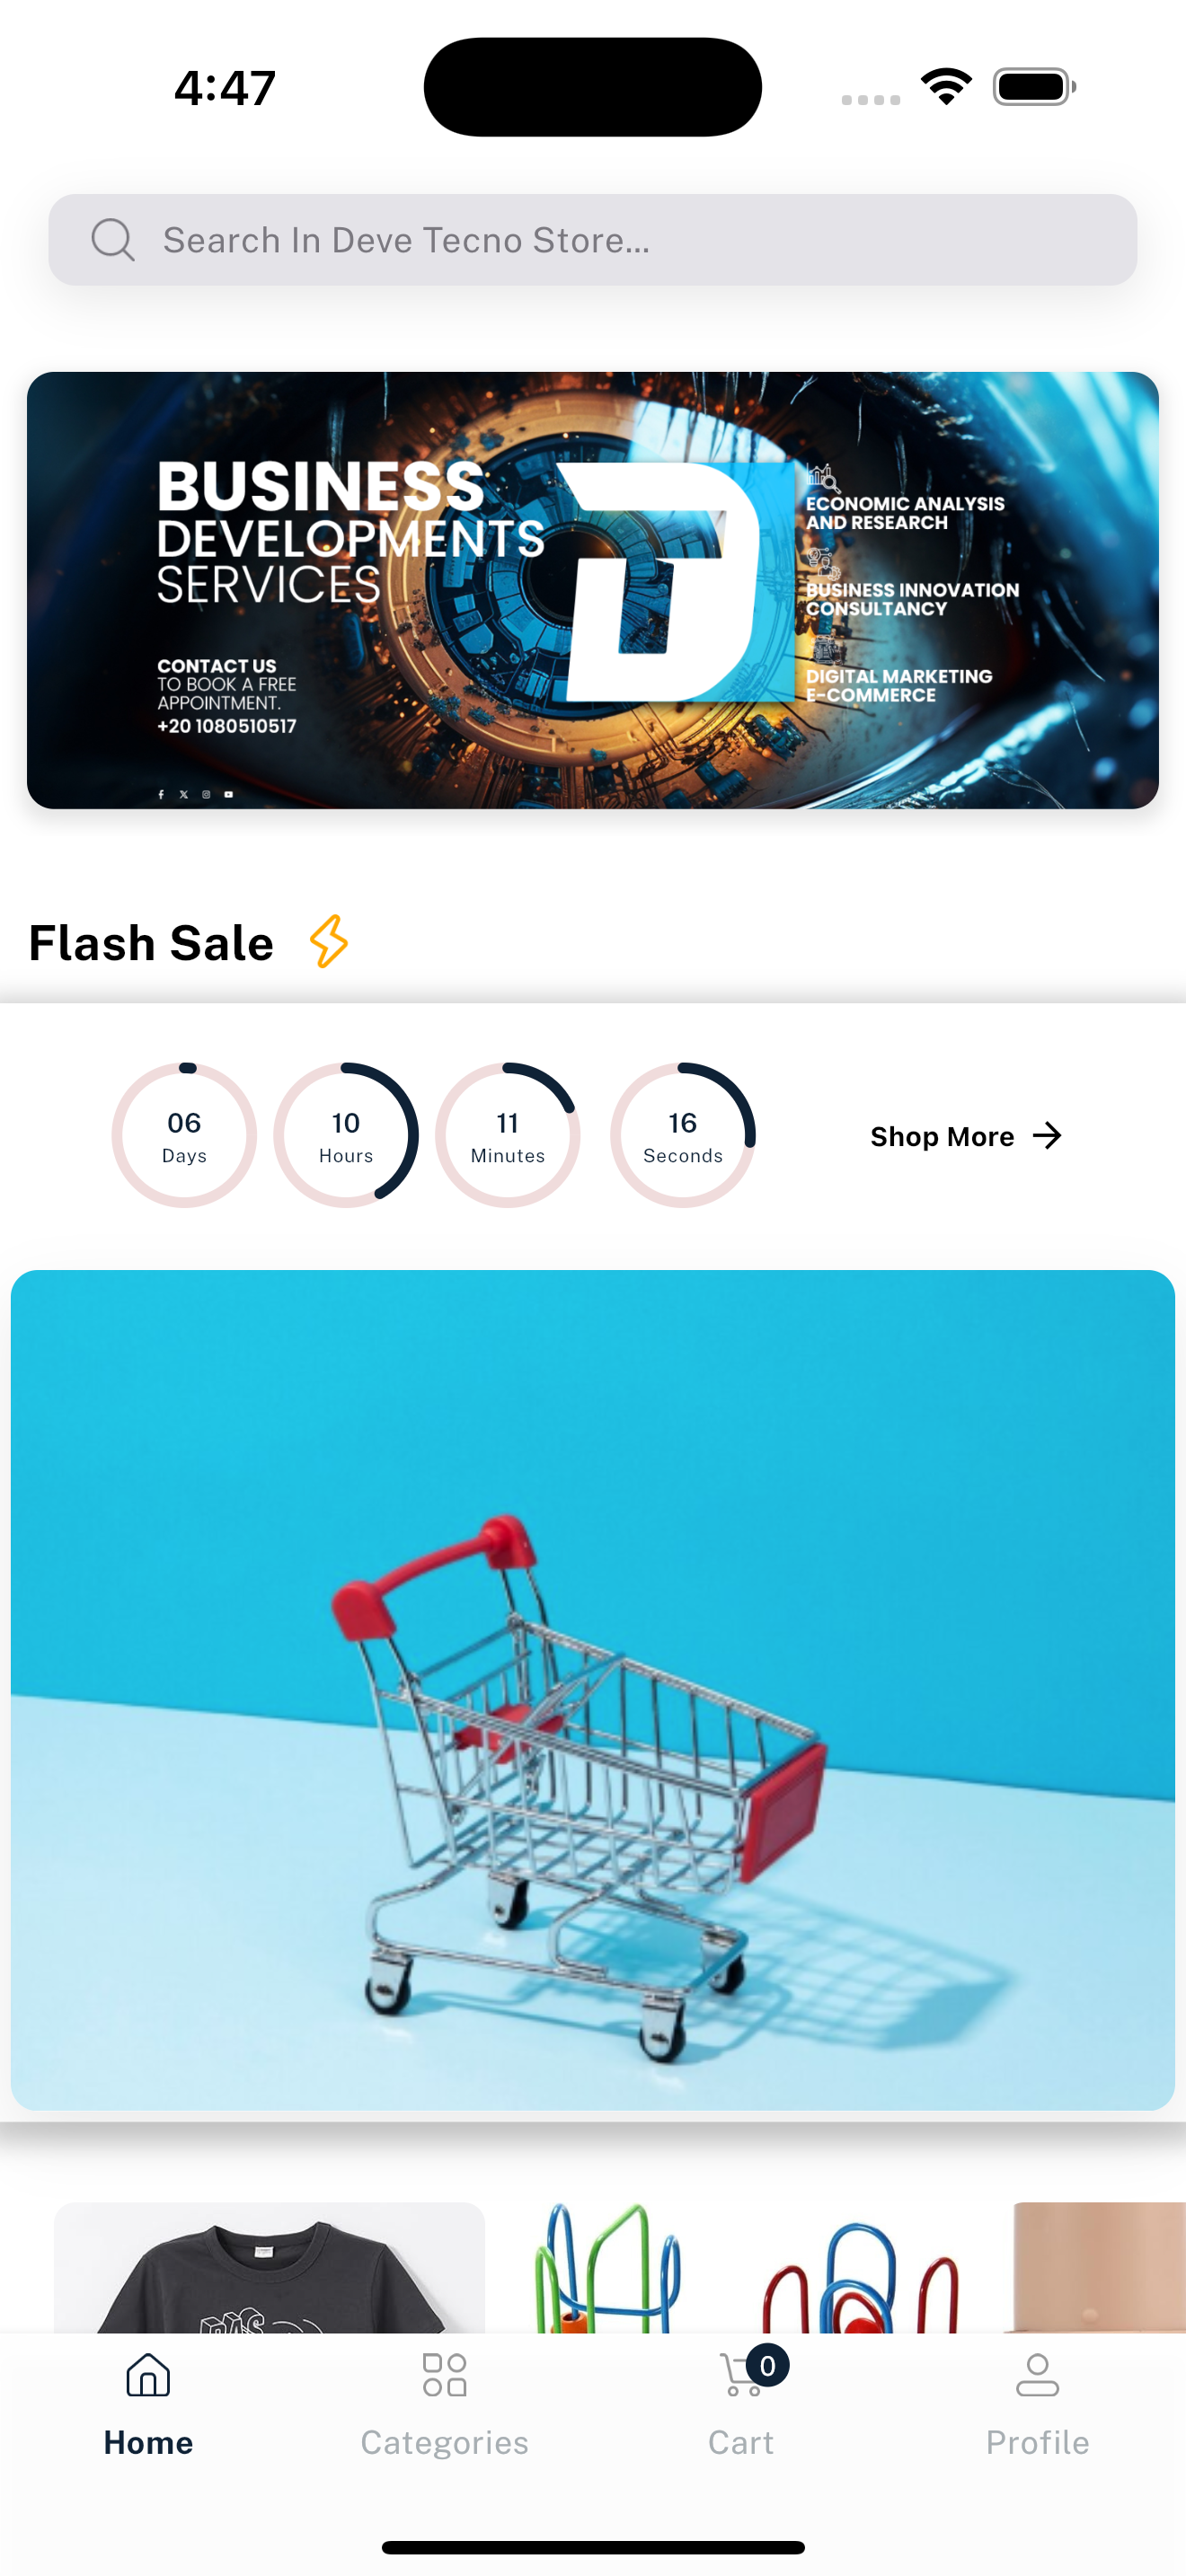 4:47
Search In Deve Tecno Store...
BUSINESS
DEVELOPMENTS
SERVICES
CONTACT US
TO BOOK A FREE
APPOINTMENT.
+20 1080510517
ECONOMIC ANALYSIS
AND RESEARCH
BUSINESS INNOVATION
CONSULTANCY
DIGITAL MARKETING
E-COMMERCE
Flash Sale
06
Days
10
Hours
11
Minutes
16
Seconds
Shop More
0
Home
Categories
Cart
Profile